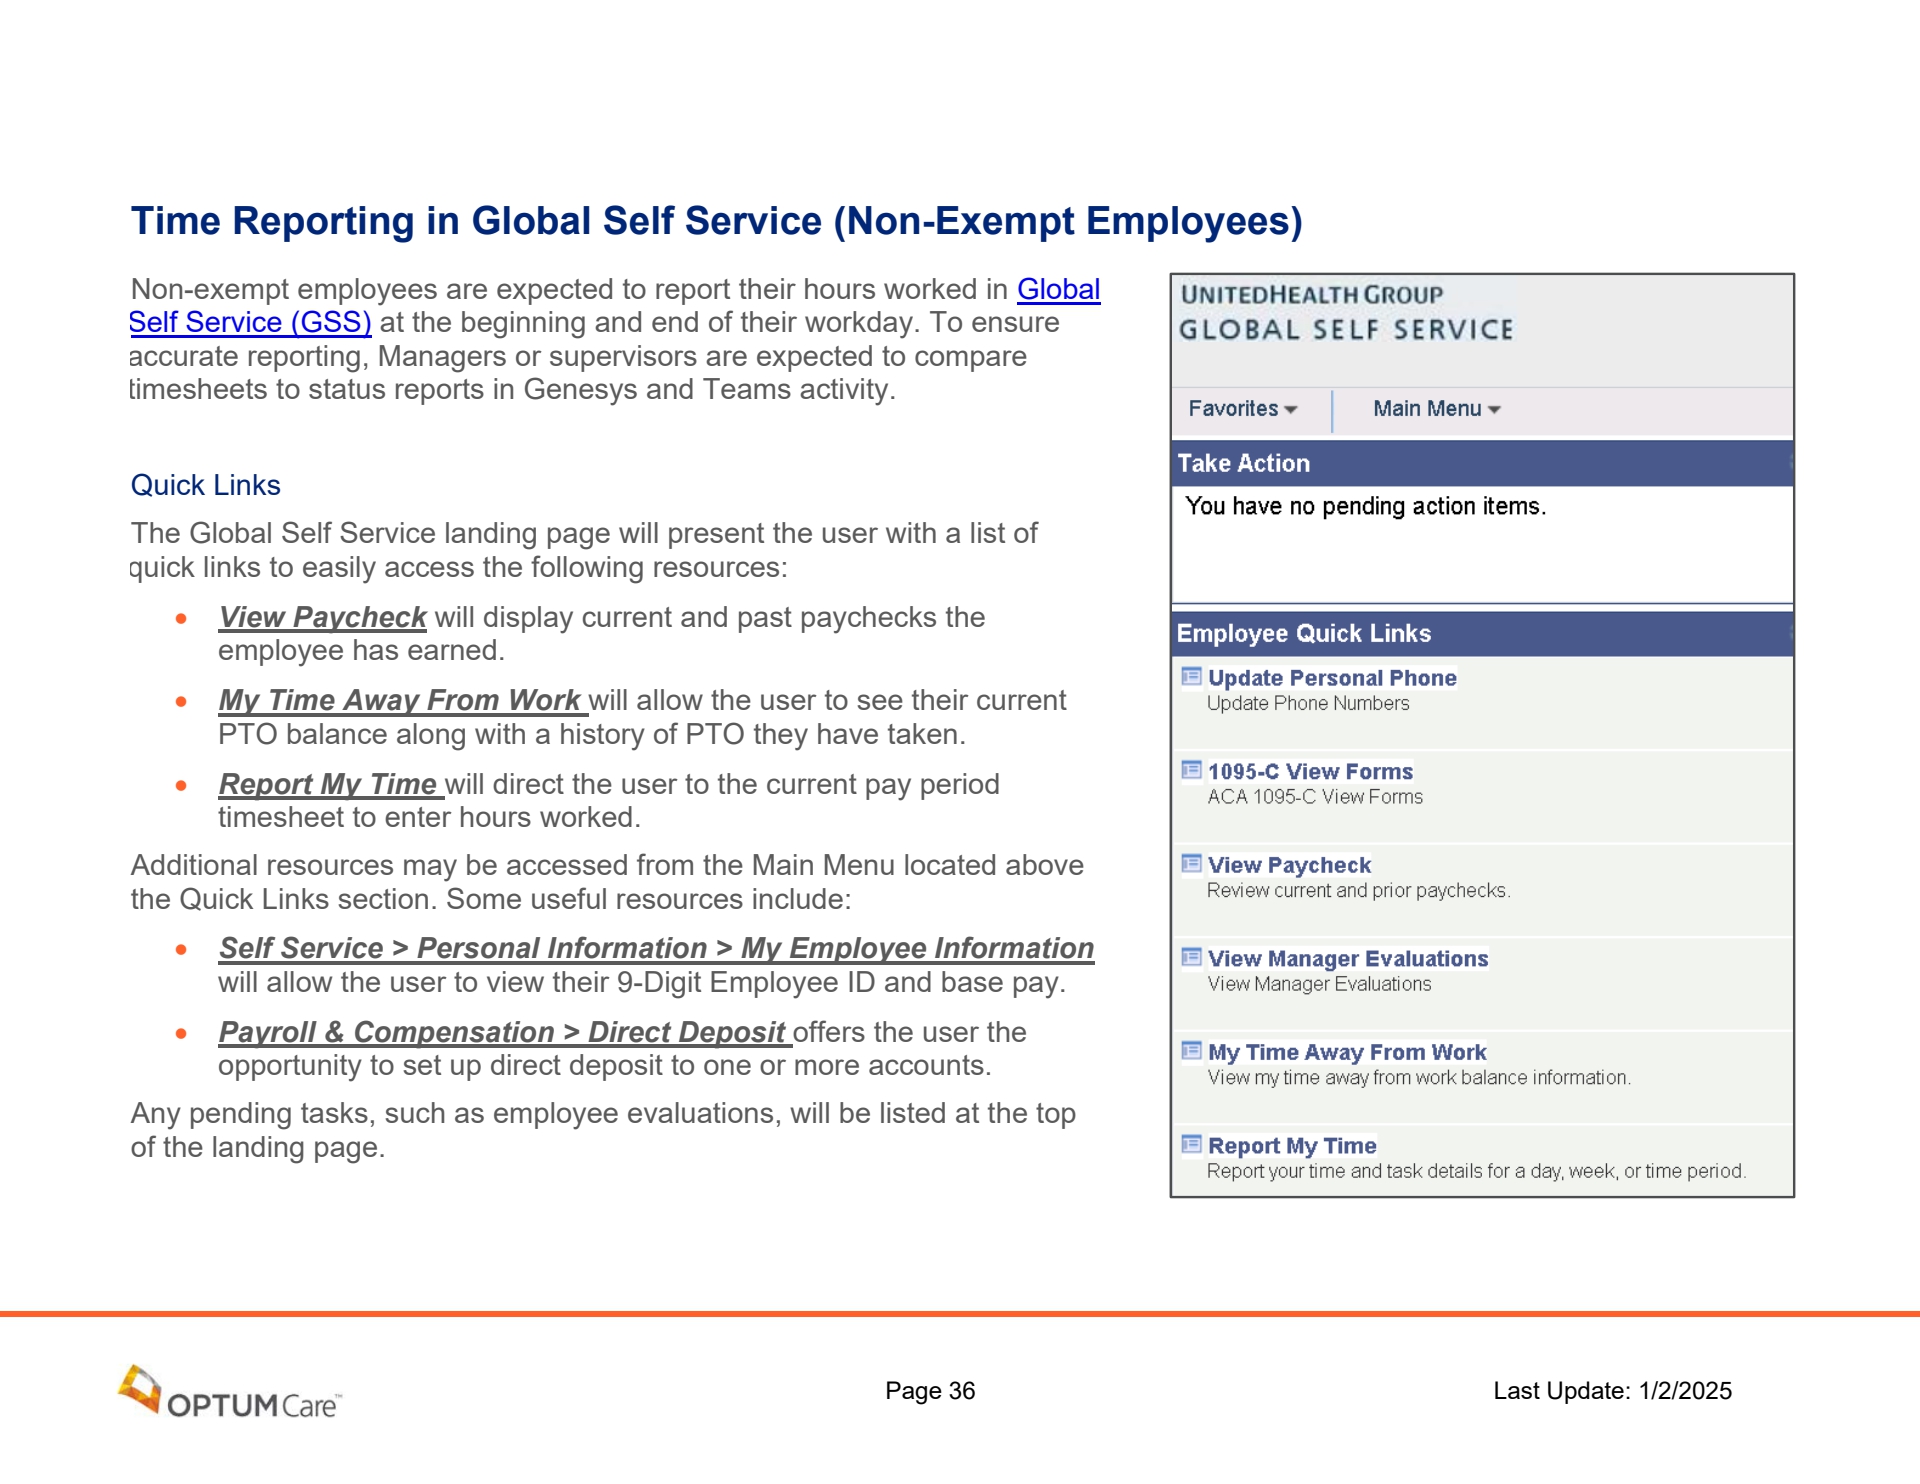 Time Reporting in Global Self Service (Non-Exempt Employees)
Non-exempt employees are expected to report their hours worked in Global
Self Service (GSS) at the beginning and end of their workday. To ensure
accurate reporting, Managers or supervisors are expected to compare
timesheets to status reports in Genesys and Teams activity.
Quick Links
The Global Self Service landing page will present the user with a list of
quick links to easily access the following resources:
• View Paycheck will display current and past paychecks the
employee has earned.
• My Time Away From Work will allow the user to see their current
PTO balance along with a history of PTO they have taken.
• Report My Time will direct the user to the current pay period
timesheet to enter hours worked.
Additional resources may be accessed from the Main Menu located above
the Quick Links section. Some useful resources include:
• Self Service > Personal Information > My Employee Information
will allow the user to view their 9-Digit Employee ID and base pay.
• Payroll & Compensation > Direct Deposit offers the user the
opportunity to set up direct deposit to one or more accounts.
Any pending tasks, such as employee evaluations, will be listed at the top
of the landing page.
UNITEDHEALTH GROUP
GLOBAL SELF SERVICE
Favorites Main Menu
Take Action
You have no pending action items.
Employee Quick Links
Update Personal Phone
Update Phone Numbers
1095-C View Forms
ACA 1095-C View Forms
View Paycheck
Review current and prior paychecks.
View Manager Evaluations
View Manager Evaluations
My Time Away From Work
View my time away from work balance information.
Report My Time
Report your time and task details for a day, week, or time period.
OPTUM Care™
Page 36
Last Update: 1/2/2025